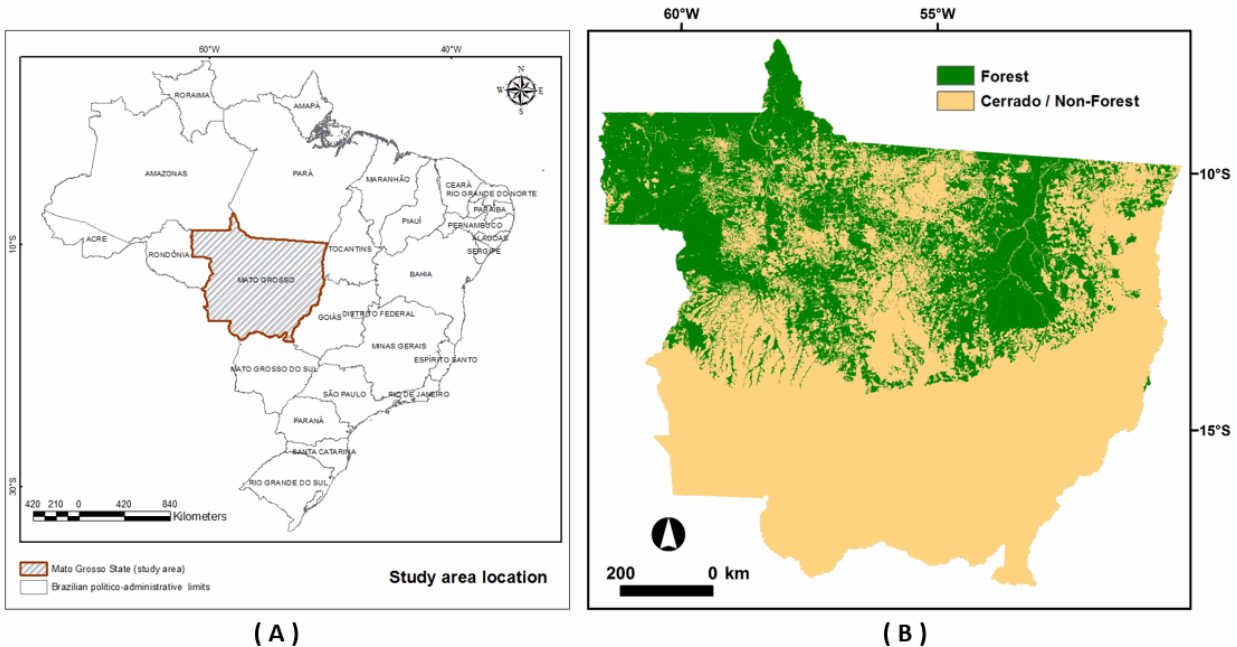 60°W
40°W
N
W
E
S
RORAIMA
AMAPÁ
AMAZONAS
PARÁ
MARANHÃO
CEARÁ
RIO GRANDE DO NORTE
PARAIBA
PIAUÍ
PERNAMBUCO
ALAGOAS
SERGIPE
10°S
ACRE
RONDÔNIA
TOCANTINS
BAHIA
MATO GROSSO
GOIÁS
DISTRITO FEDERAL
MINAS GERAIS
ESPÍRITO SANTO
MATO GROSSO DO SUL
SÃO PAULO
RIO DE JANEIRO
PARANÁ
SANTA CATARINA
RIO GRANDE DO SUL
30°S
420 210 0 420 840
Kilometers
Mato Grosso State (study area)
Brazilian politico-administrative limits
Study area location
( A )
60°W
55°W
Forest
Cerrado / Non-Forest
10°S
15°S
200 0 km
( B )